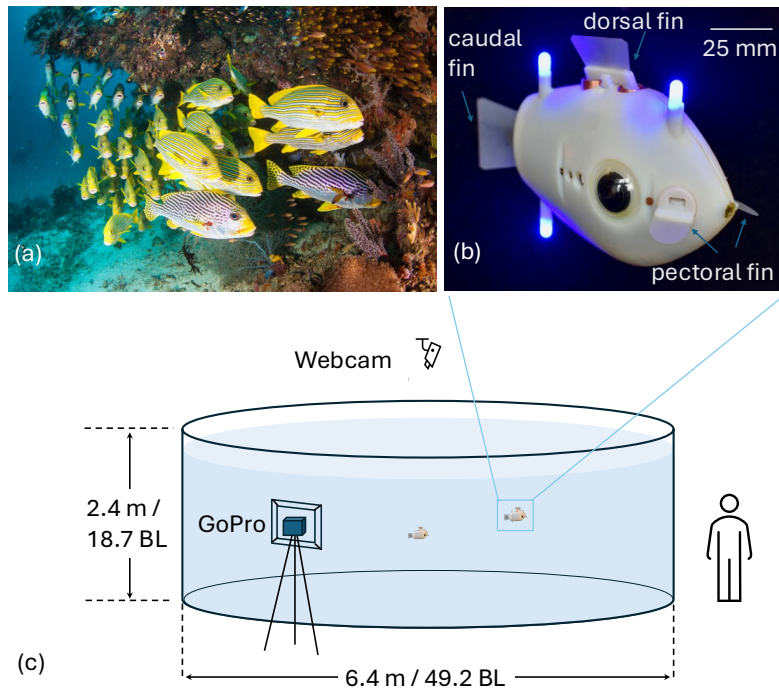 (a)
caudal
fin
dorsal fin
25 mm
pectoral fin
(b)
Webcam
2.4 m /
18.7 BL
GoPro
6.4 m / 49.2 BL
(c)